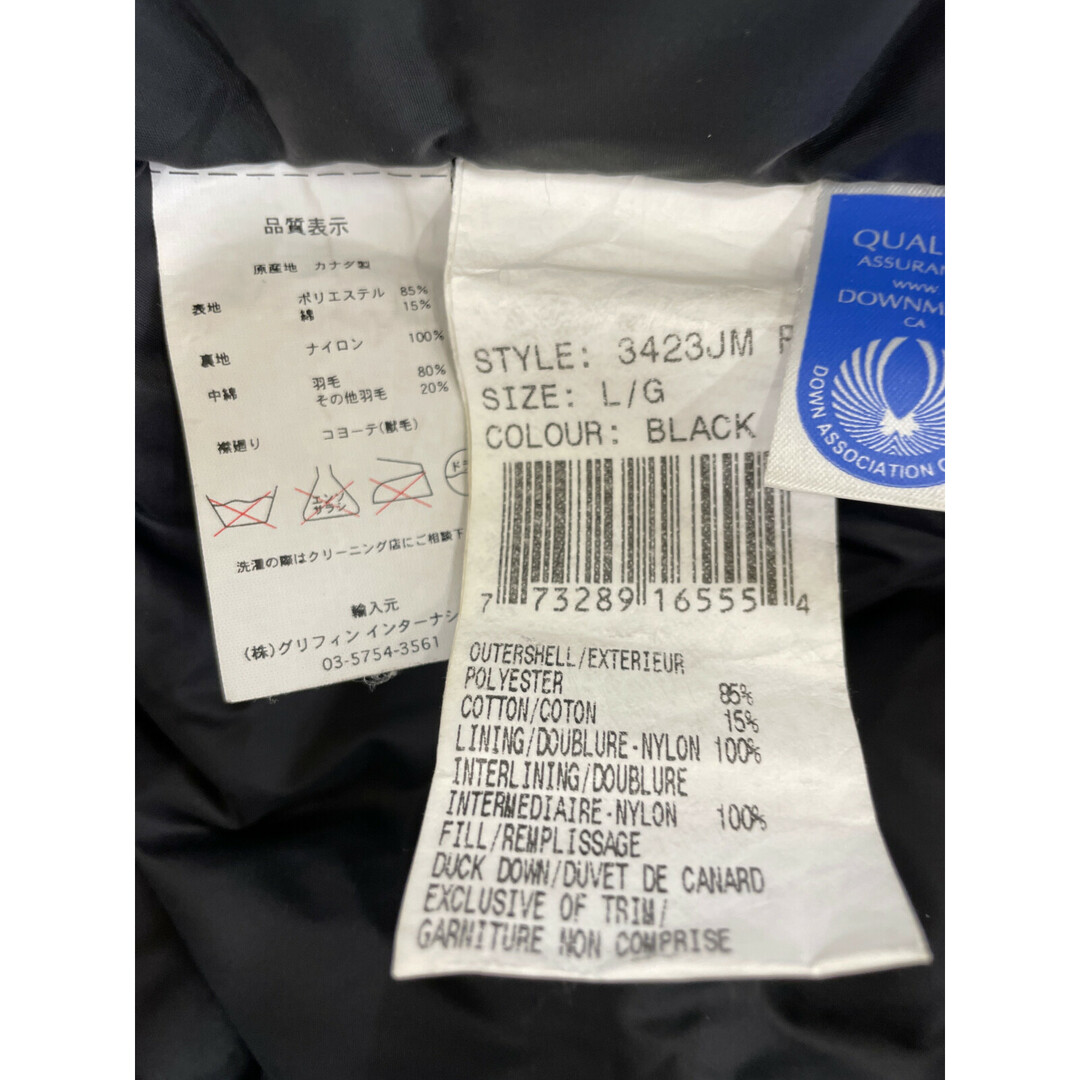 品質表示
原産地 カナダ製
表地 ポリエステル 85%
綿 15%
裏地 ナイロン 100%
中綿 羽毛 80%
その他羽毛 20%
襟廻り コヨーテ(獣毛)
エンソ
サラシ
洗濯の際はクリーニング店にご相談下
輸入元
(株)グリフィン インターナシ
03-5754-3561
STYLE: 3423JM
SIZE: L/G
COLOUR: BLACK
7 73289 16555 4
OUTERSHELL/EXTERIEUR
POLYESTER 85%
COTTON/COTON 15%
LINING/DOUBLURE-NYLON 100%
INTERLINING/DOUBLURE
INTERMEDIAIRE-NYLON 100%
FILL/REMPLISSAGE
DUCK DOWN/DUVET DE CANARD
EXCLUSIVE OF TRIM/
GARNITURE NON COMPRISE
QUAL
ASSURAN
www
DOWNM
CA
DOWN ASSOCIATION